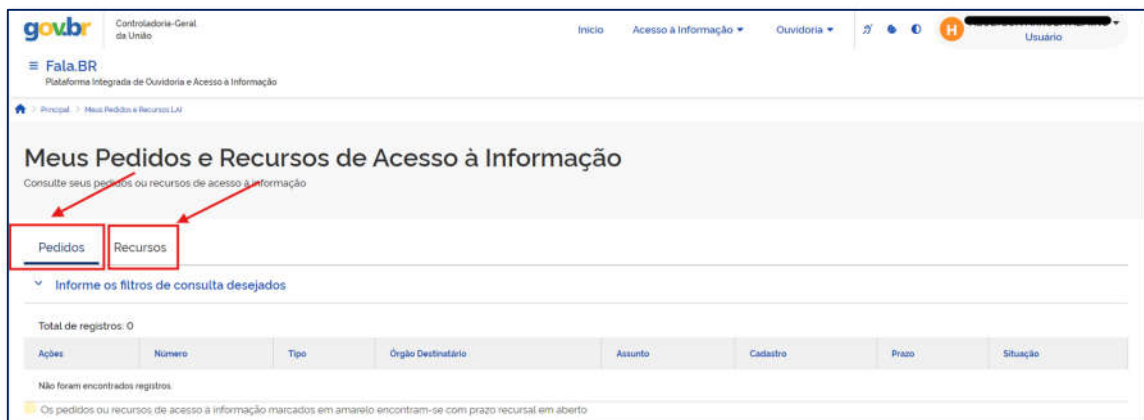 gov.br
Controladoria-Geral
da União
Início Acesso à Informação Ouvidoria
H
Usuário
Fala.BR
Plataforma Integrada de Ouvidoria e Acesso à Informação
Principal > Meus Pedidos e Recursos LAI
Meus Pedidos e Recursos de Acesso à Informação
Consulte seus pedidos ou recursos de acesso à informação
Pedidos Recursos
Informe os filtros de consulta desejados
Total de registros: 0
Ações Número Tipo Órgão Destinatário Assunto Cadastro Prazo Situação
Não foram encontrados registros.
Os pedidos ou recursos de acesso à informação marcados em amarelo encontram-se com prazo recursal em aberto